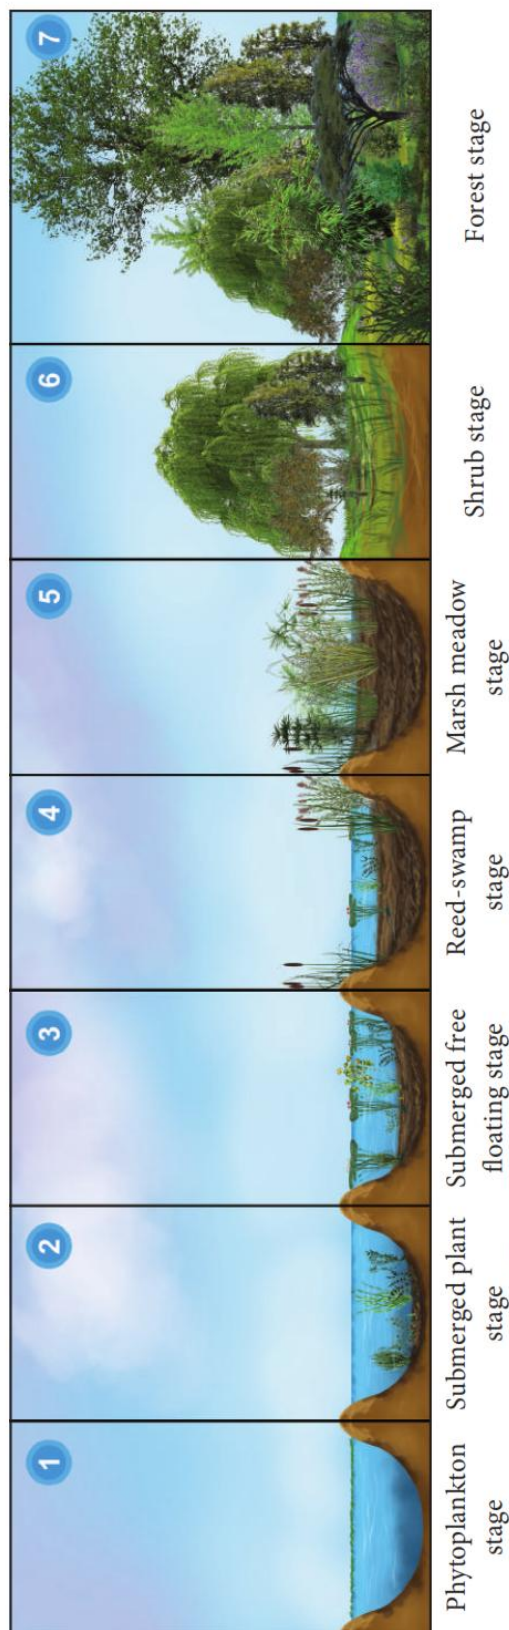 1
2
3
4
5
6
7
Phytoplankton
stage
Submerged plant
stage
Submerged free
floating stage
Reed-swamp
stage
Marsh meadow
stage
Shrub stage
Forest stage